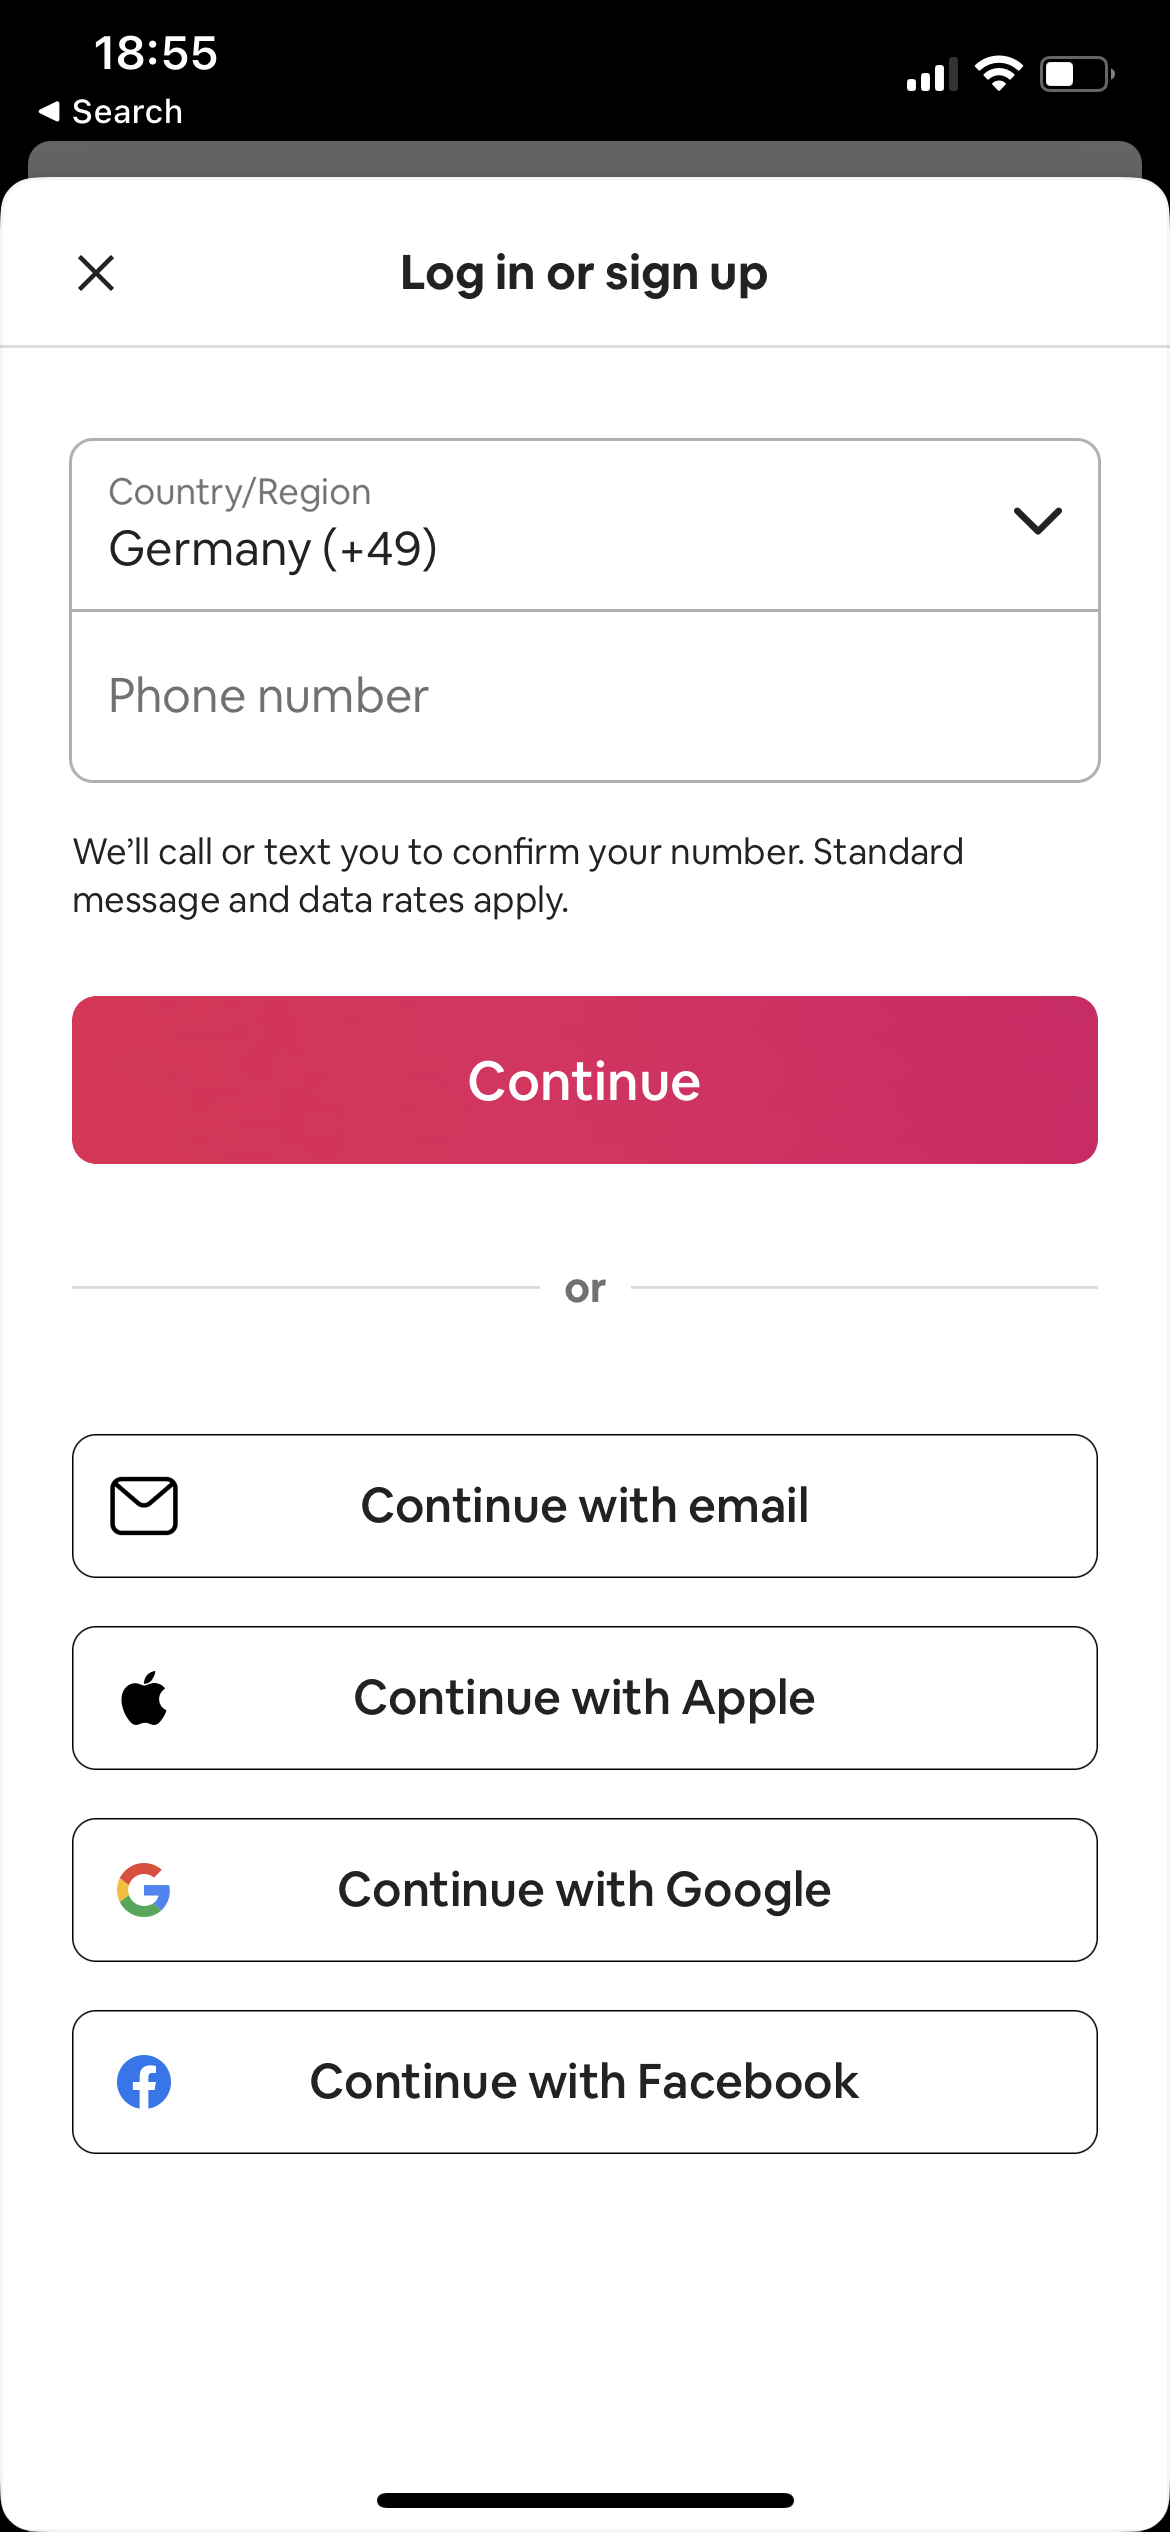 18:55
Search
Log in or sign up
Country/Region
Germany (+49)
Phone number
We’ll call or text you to confirm your number. Standard
message and data rates apply.
Continue
or
Continue with email
Continue with Apple
Continue with Google
Continue with Facebook